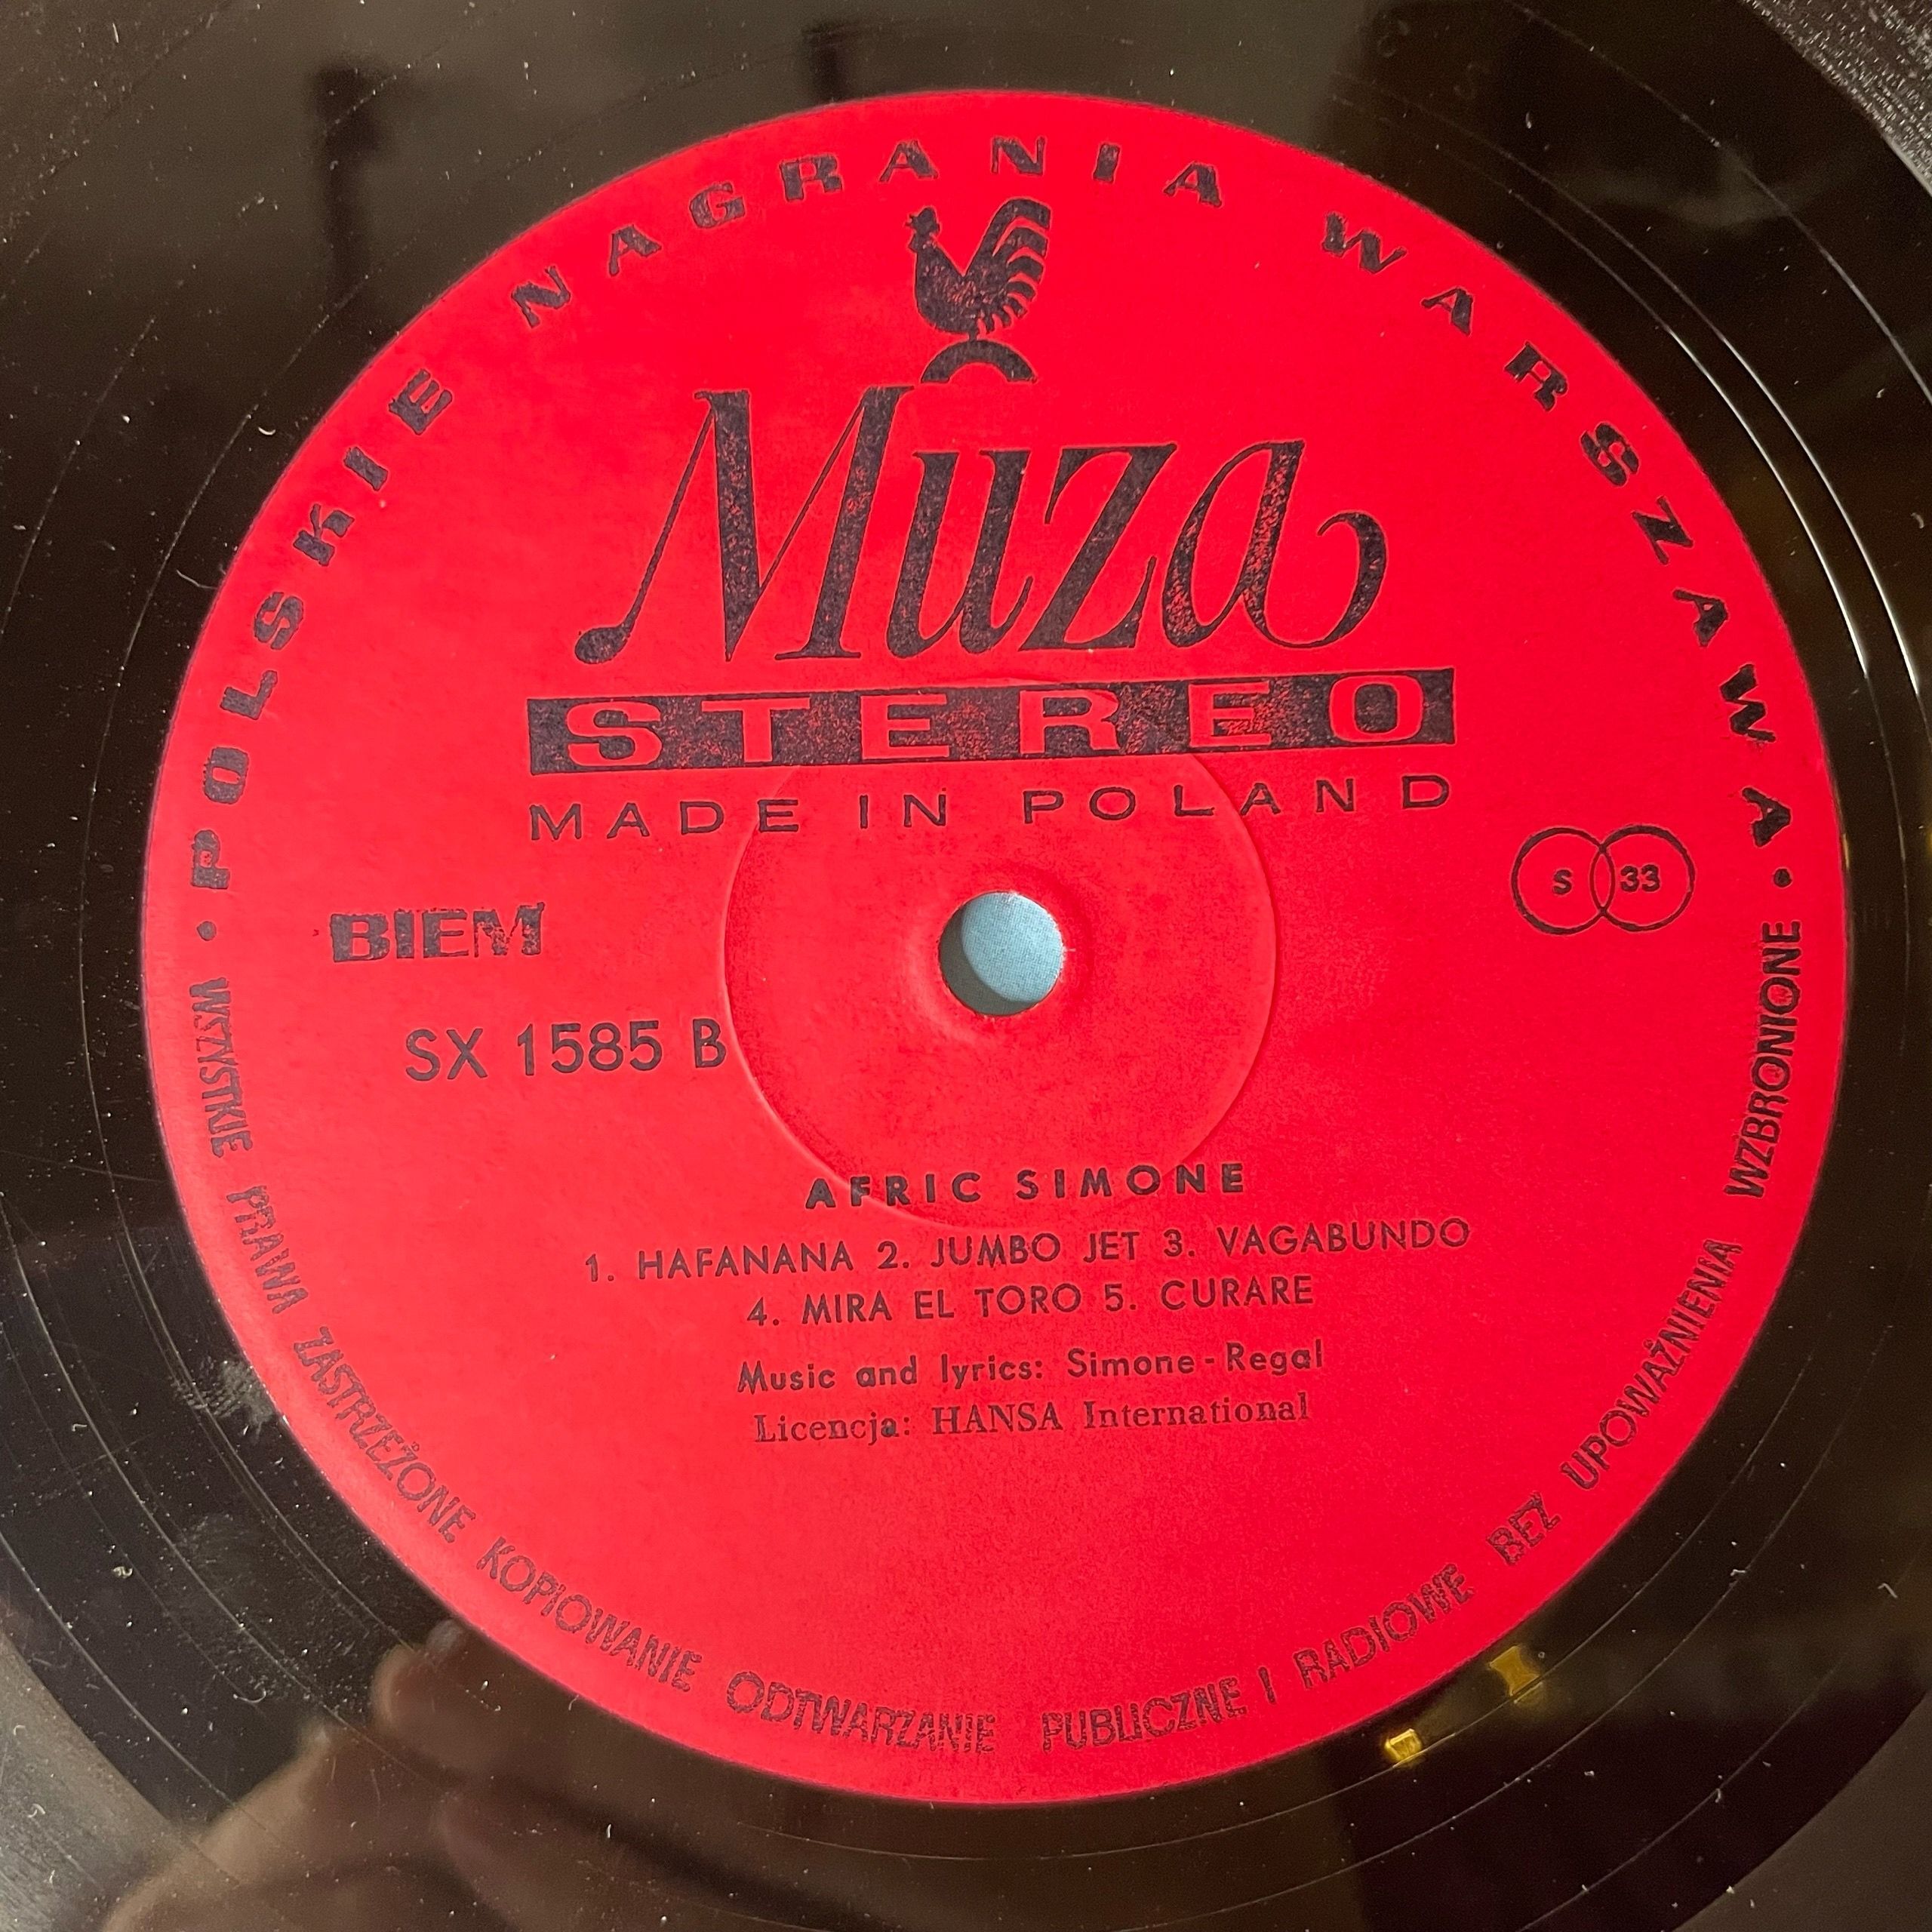 POLSKIE NAGRANIA WARSZAWA
Muza
STEREO
MADE IN POLAND
BIEM
S 33
SX 1585 B
AFRIC SIMONE
1. HAFANANA 2. JUMBO JET 3. VAGABUNDO
4. MIRA EL TORO 5. CURARE
Music and lyrics: Simone-Regal
Licencja: HANSA International
• WSZYSTKIE PRAWA ZASTRZEŻONE KOPIOWANIE ODTWARZANIE PUBLICZNE I RADIOWE BEZ UPOWAŻNIENIA WZBRONIONE •